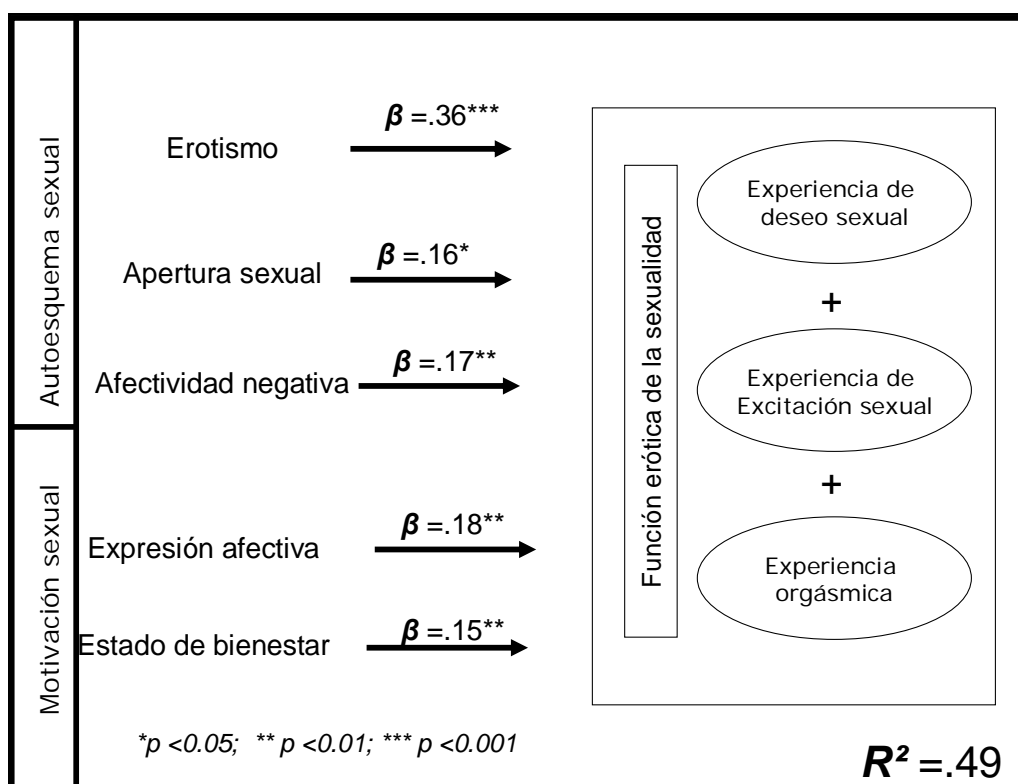 Autoesquema sexual
Erotismo
β =.36***
Apertura sexual
β =.16*
Afectividad negativa
β =.17**
Motivación sexual
Expresión afectiva
β =.18**
Estado de bienestar
β =.15**
Función erótica de la sexualidad
Experiencia de
deseo sexual
+
Experiencia de
Excitación sexual
+
Experiencia
orgásmica
*p <0.05; ** p <0.01; *** p <0.001
R² =.49